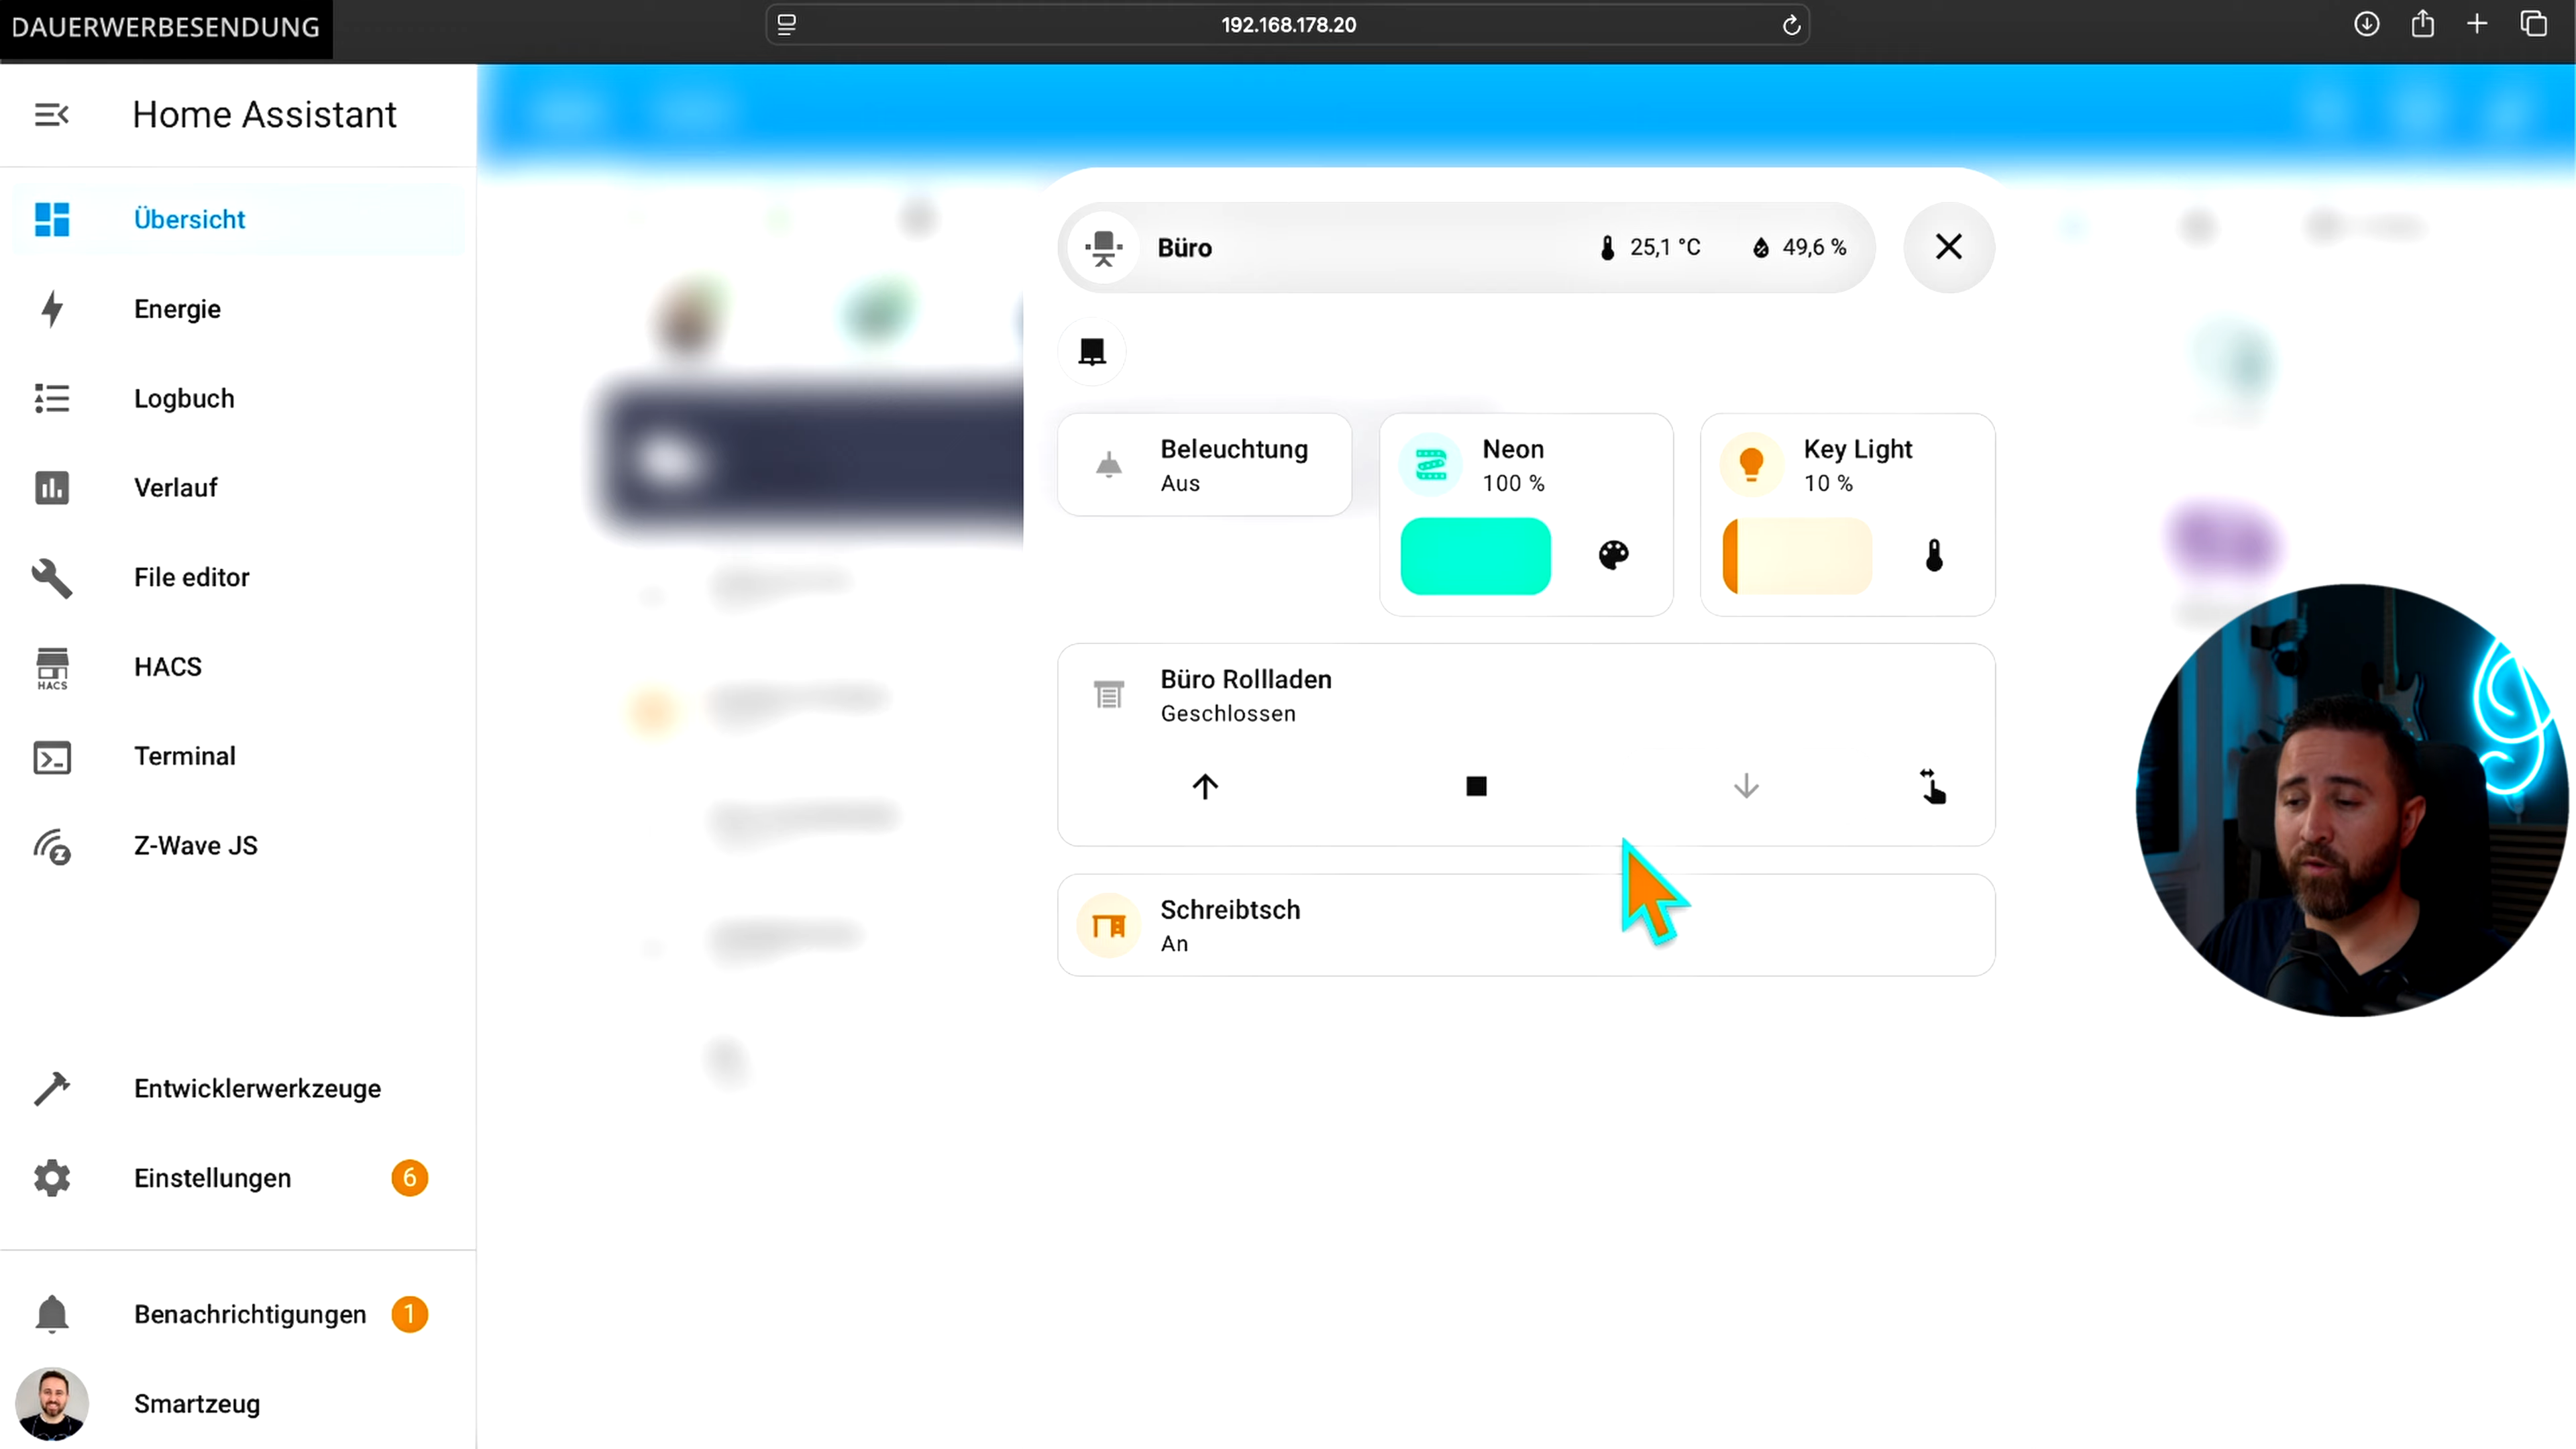 DAUERWERBESENDUNG
192.168.178.20
Home Assistant
Übersicht
Energie
Logbuch
Verlauf
File editor
HACS
HACS
Terminal
Z-Wave JS
Entwicklerwerkzeuge
Einstellungen
6
Benachrichtigungen
1
Smartzeug
Büro
25,1 °C
49,6 %
Beleuchtung
Aus
Neon
100 %
Key Light
10 %
Büro Rollladen
Geschlossen
Schreibtsch
An